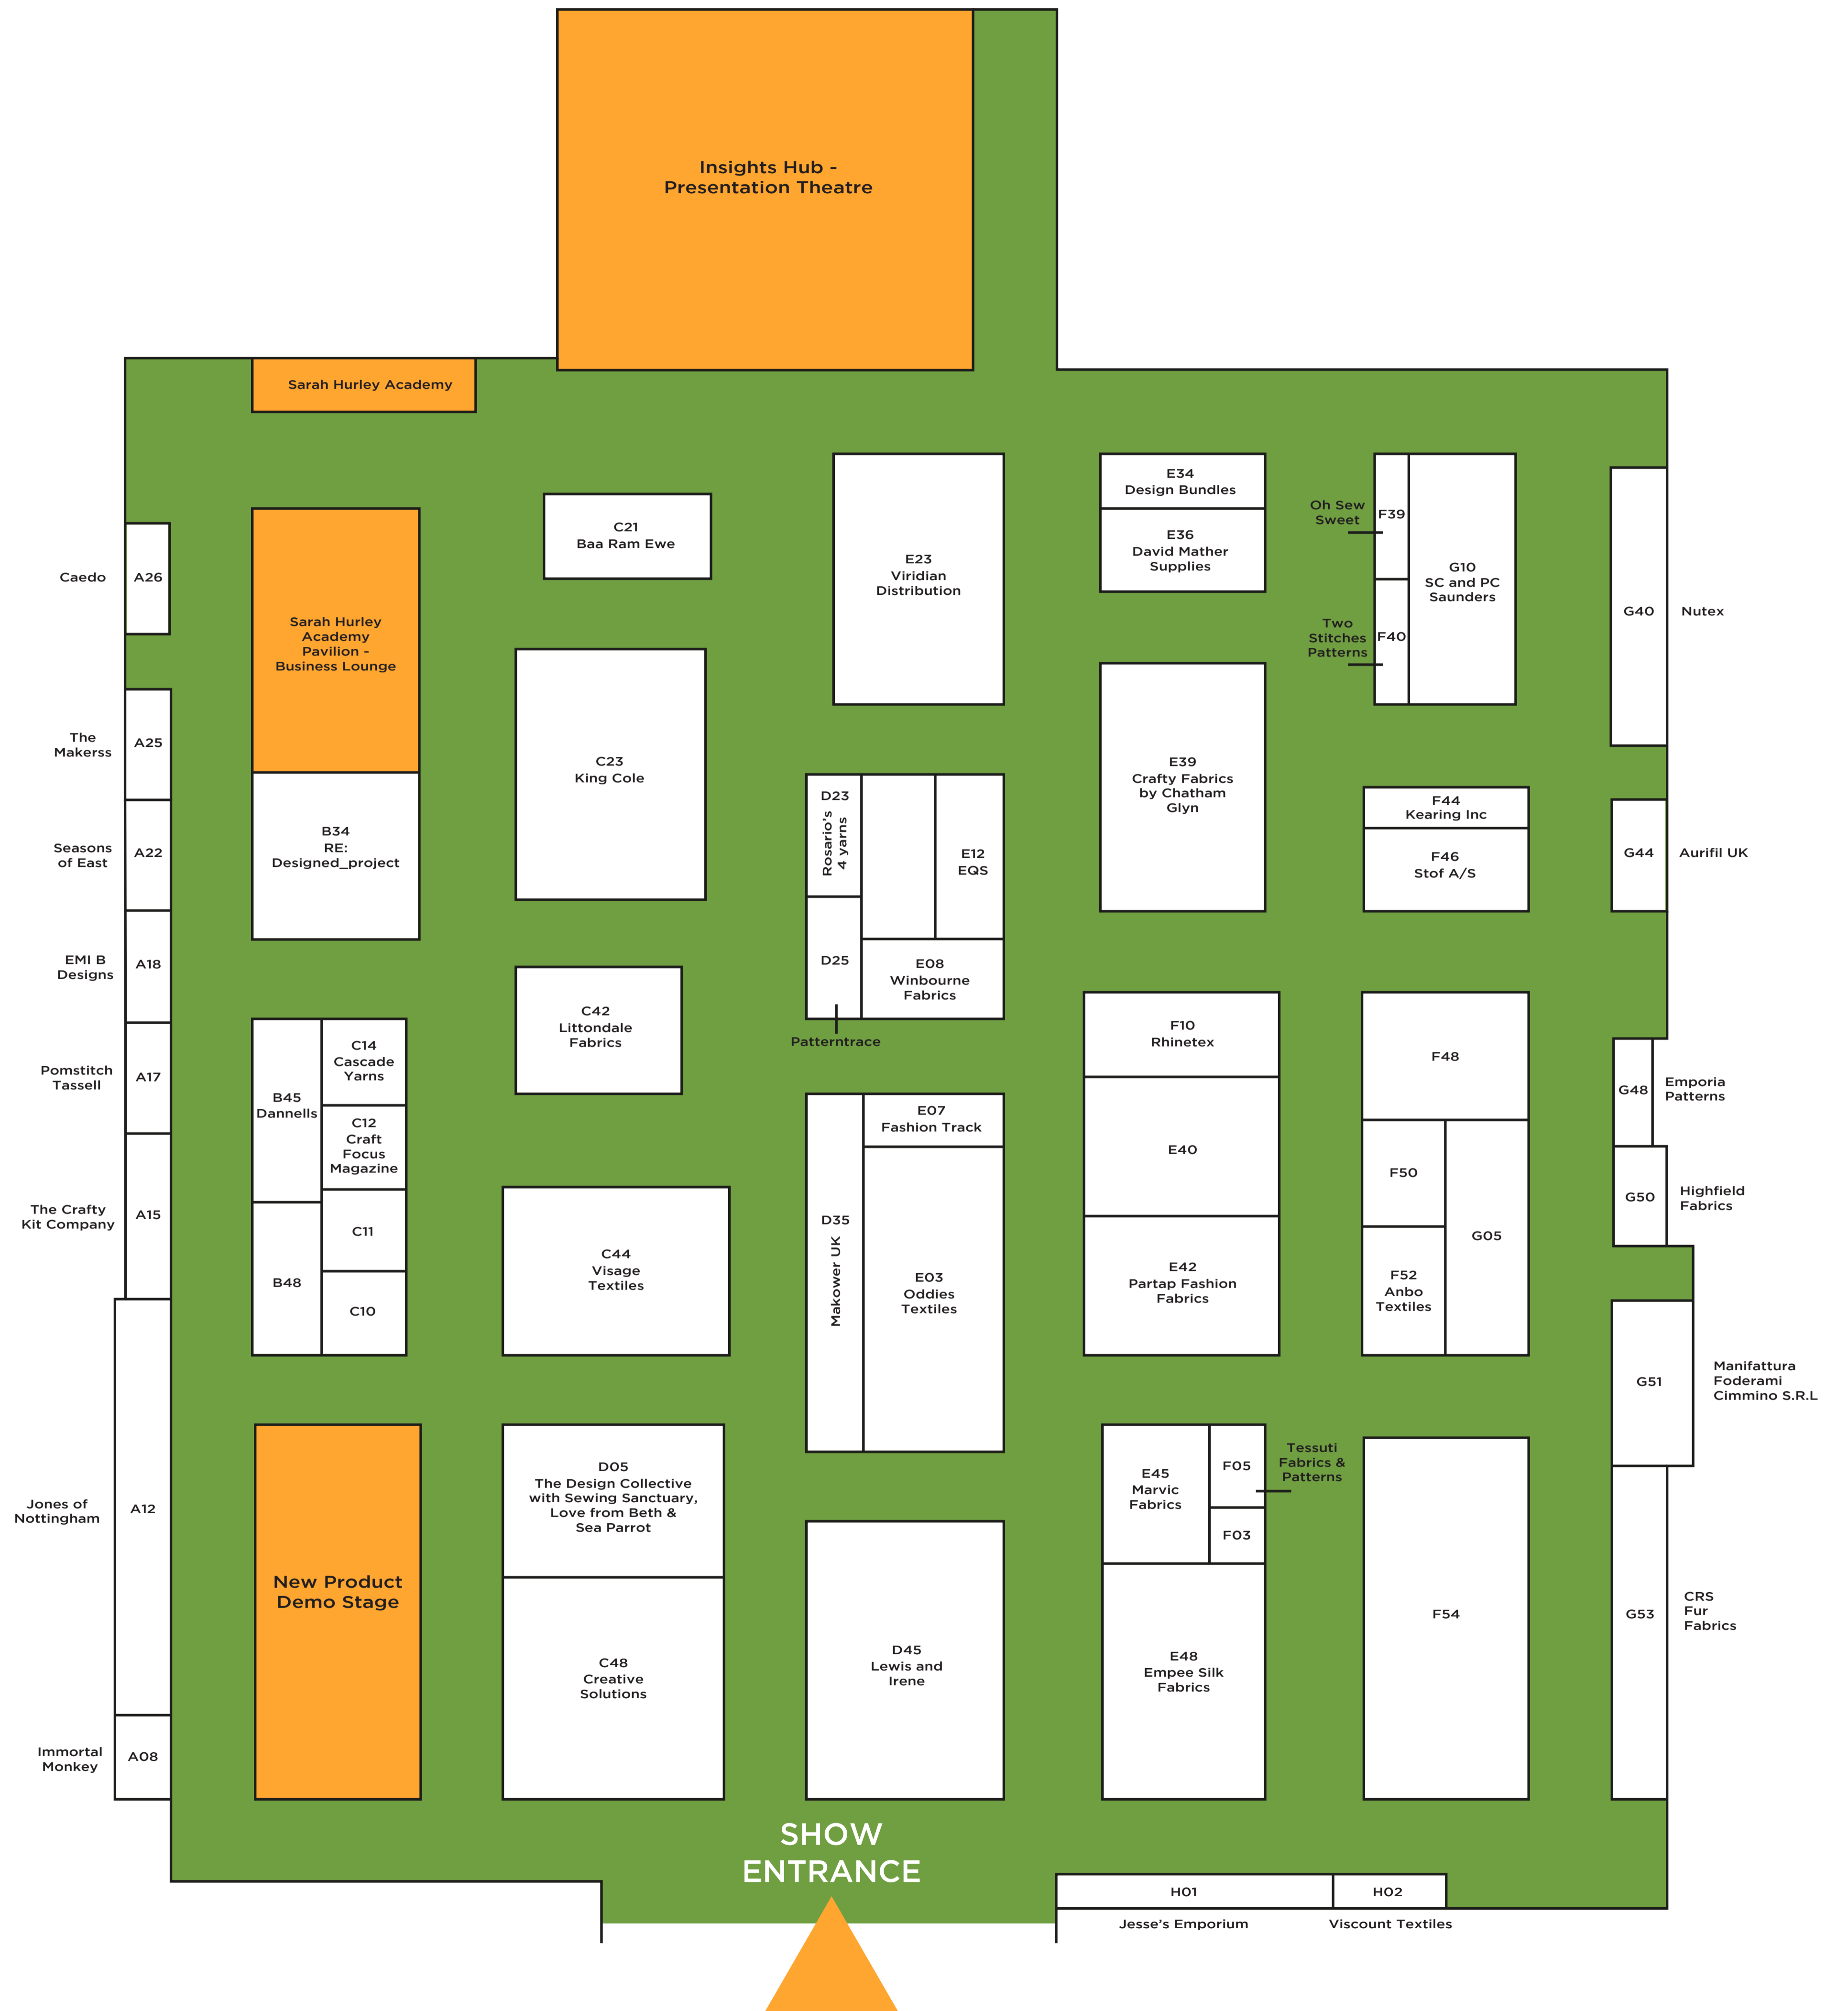 Insights Hub -
Presentation Theatre
Sarah Hurley Academy
E34
Design Bundles
E36
David Mather
Supplies
Oh Sew
Sweet
F39
Two
Stitches
Patterns
F40
G10
SC and PC
Saunders
G40
Nutex
C21
Baa Ram Ewe
E23
Viridian
Distribution
Caedo
A26
Sarah Hurley
Academy
Pavilion -
Business Lounge
The
Makerss
A25
C23
King Cole
E39
Crafty Fabrics
by Chatham
Glyn
D23
Rosario's
4 yarns
E12
EQS
F44
Kearing Inc
F46
Stof A/S
G44
Aurifil UK
Seasons
of East
A22
B34
RE:
Designed_project
EMI B
Designs
A18
D25
E08
Winbourne
Fabrics
Patterntrace
C42
Littondale
Fabrics
F10
Rhinetex
F48
G48
Emporia
Patterns
Pomstitch
Tassell
A17
B45
Dannells
C14
Cascade
Yarns
C12
Craft
Focus
Magazine
E07
Fashion Track
E40
F50
G50
Highfield
Fabrics
The Crafty
Kit Company
A15
C11
B48
C10
C44
Visage
Textiles
D35
Makower UK
E03
Oddies
Textiles
E42
Partap Fashion
Fabrics
G05
F52
Anbo
Textiles
G51
Manifattura
Foderami
Cimmino S.R.L
Jones of
Nottingham
A12
D05
The Design Collective
with Sewing Sanctuary,
Love from Beth &
Sea Parrot
E45
Marvic
Fabrics
F05
Tessuti
Fabrics &
Patterns
F03
New Product
Demo Stage
F54
G53
CRS
Fur
Fabrics
C48
Creative
Solutions
D45
Lewis and
Irene
E48
Empee Silk
Fabrics
Immortal
Monkey
A08
SHOW
ENTRANCE
H01
H02
Jesse's Emporium
Viscount Textiles